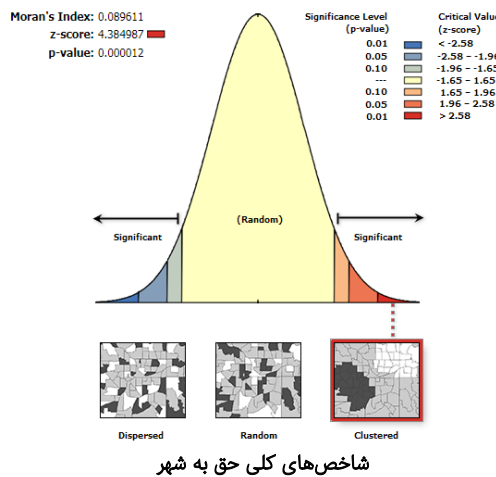 Moran's Index: 0.089611
z-score: 4.384987
p-value: 0.000012
Significance Level (p-value)
Critical Value (z-score)
0.01 < -2.58
0.05 -2.58 – -1.96
0.10 -1.96 – -1.65
--- -1.65 – 1.65
0.10 1.65 – 1.96
0.05 1.96 – 2.58
0.01 > 2.58
(Random)
Significant Significant
Dispersed Random Clustered
شاخص‌های کلی حق به شهر